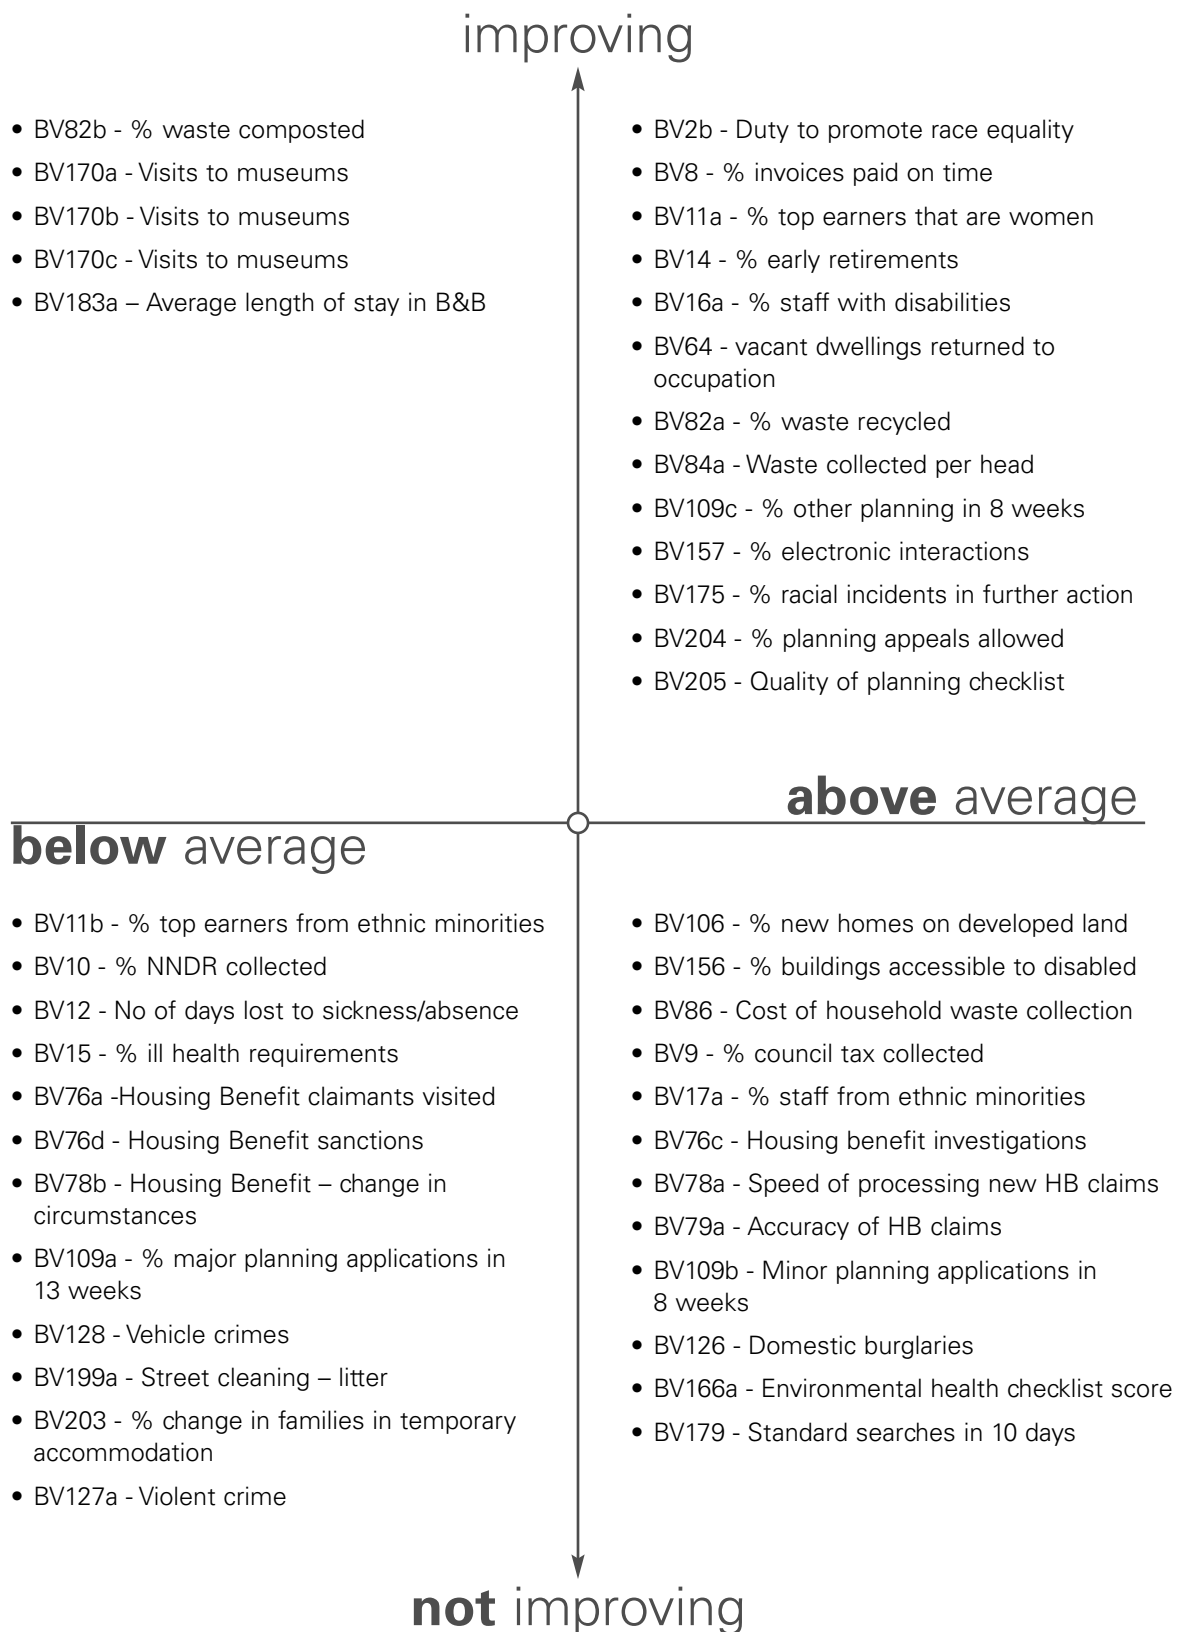 improving
• BV82b - % waste composted
• BV170a - Visits to museums
• BV170b - Visits to museums
• BV170c - Visits to museums
• BV183a – Average length of stay in B&B
• BV2b - Duty to promote race equality
• BV8 - % invoices paid on time
• BV11a - % top earners that are women
• BV14 - % early retirements
• BV16a - % staff with disabilities
• BV64 - vacant dwellings returned to
occupation
• BV82a - % waste recycled
• BV84a - Waste collected per head
• BV109c - % other planning in 8 weeks
• BV157 - % electronic interactions
• BV175 - % racial incidents in further action
• BV204 - % planning appeals allowed
• BV205 - Quality of planning checklist
above average
below average
• BV11b - % top earners from ethnic minorities
• BV10 - % NNDR collected
• BV12 - No of days lost to sickness/absence
• BV15 - % ill health requirements
• BV76a -Housing Benefit claimants visited
• BV76d - Housing Benefit sanctions
• BV78b - Housing Benefit – change in
circumstances
• BV109a - % major planning applications in
13 weeks
• BV128 - Vehicle crimes
• BV199a - Street cleaning – litter
• BV203 - % change in families in temporary
accommodation
• BV127a - Violent crime
• BV106 - % new homes on developed land
• BV156 - % buildings accessible to disabled
• BV86 - Cost of household waste collection
• BV9 - % council tax collected
• BV17a - % staff from ethnic minorities
• BV76c - Housing benefit investigations
• BV78a - Speed of processing new HB claims
• BV79a - Accuracy of HB claims
• BV109b - Minor planning applications in
8 weeks
• BV126 - Domestic burglaries
• BV166a - Environmental health checklist score
• BV179 - Standard searches in 10 days
not improving